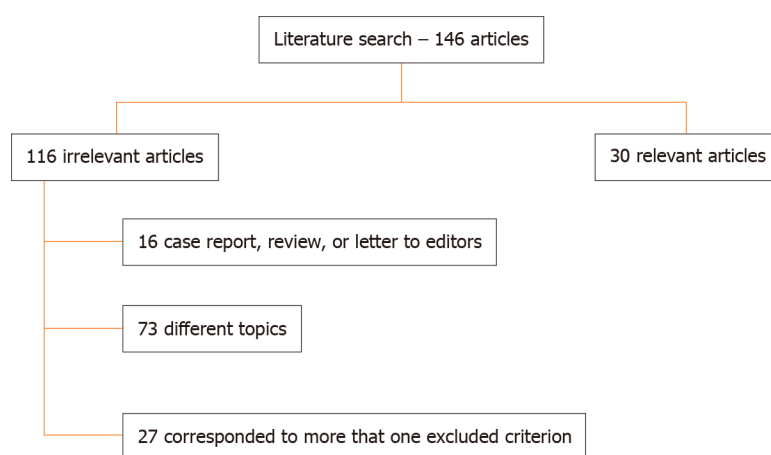 Literature search – 146 articles
116 irrelevant articles
30 relevant articles
16 case report, review, or letter to editors
73 different topics
27 corresponded to more that one excluded criterion